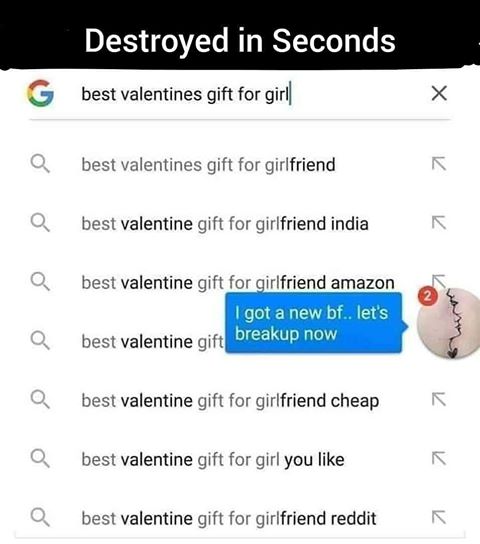 Destroyed in Seconds
best valentines gift for girl
best valentines gift for girlfriend
best valentine gift for girlfriend india
best valentine gift for girlfriend amazon
2
I got a new bf.. let's
breakup now
best valentine gift
best valentine gift for girlfriend cheap
best valentine gift for girl you like
best valentine gift for girlfriend reddit